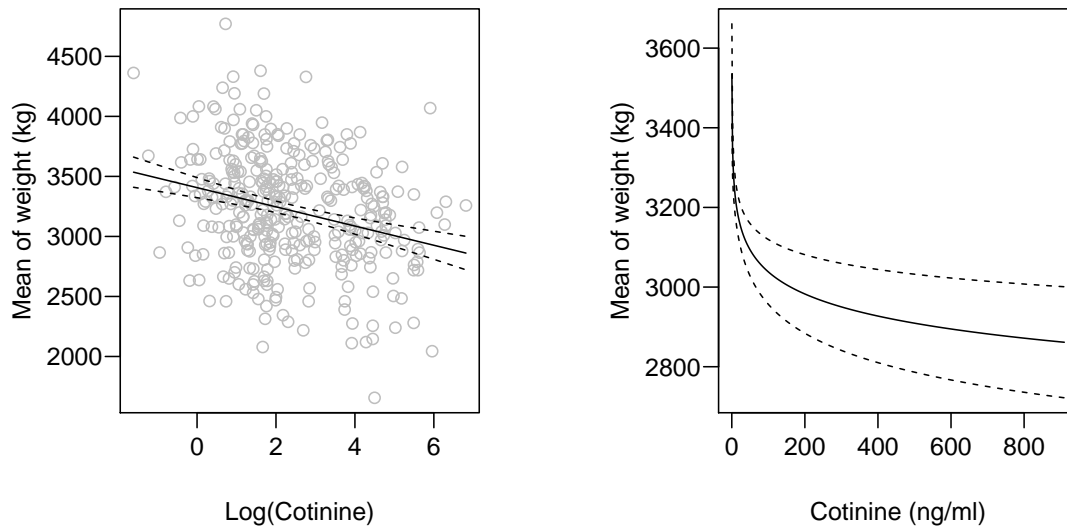 4500
4000
3500
3000
2500
2000
Mean of weight (kg)
0 2 4 6
Log(Cotinine)
3600
3400
3200
3000
2800
Mean of weight (kg)
0 200 400 600 800
Cotinine (ng/ml)